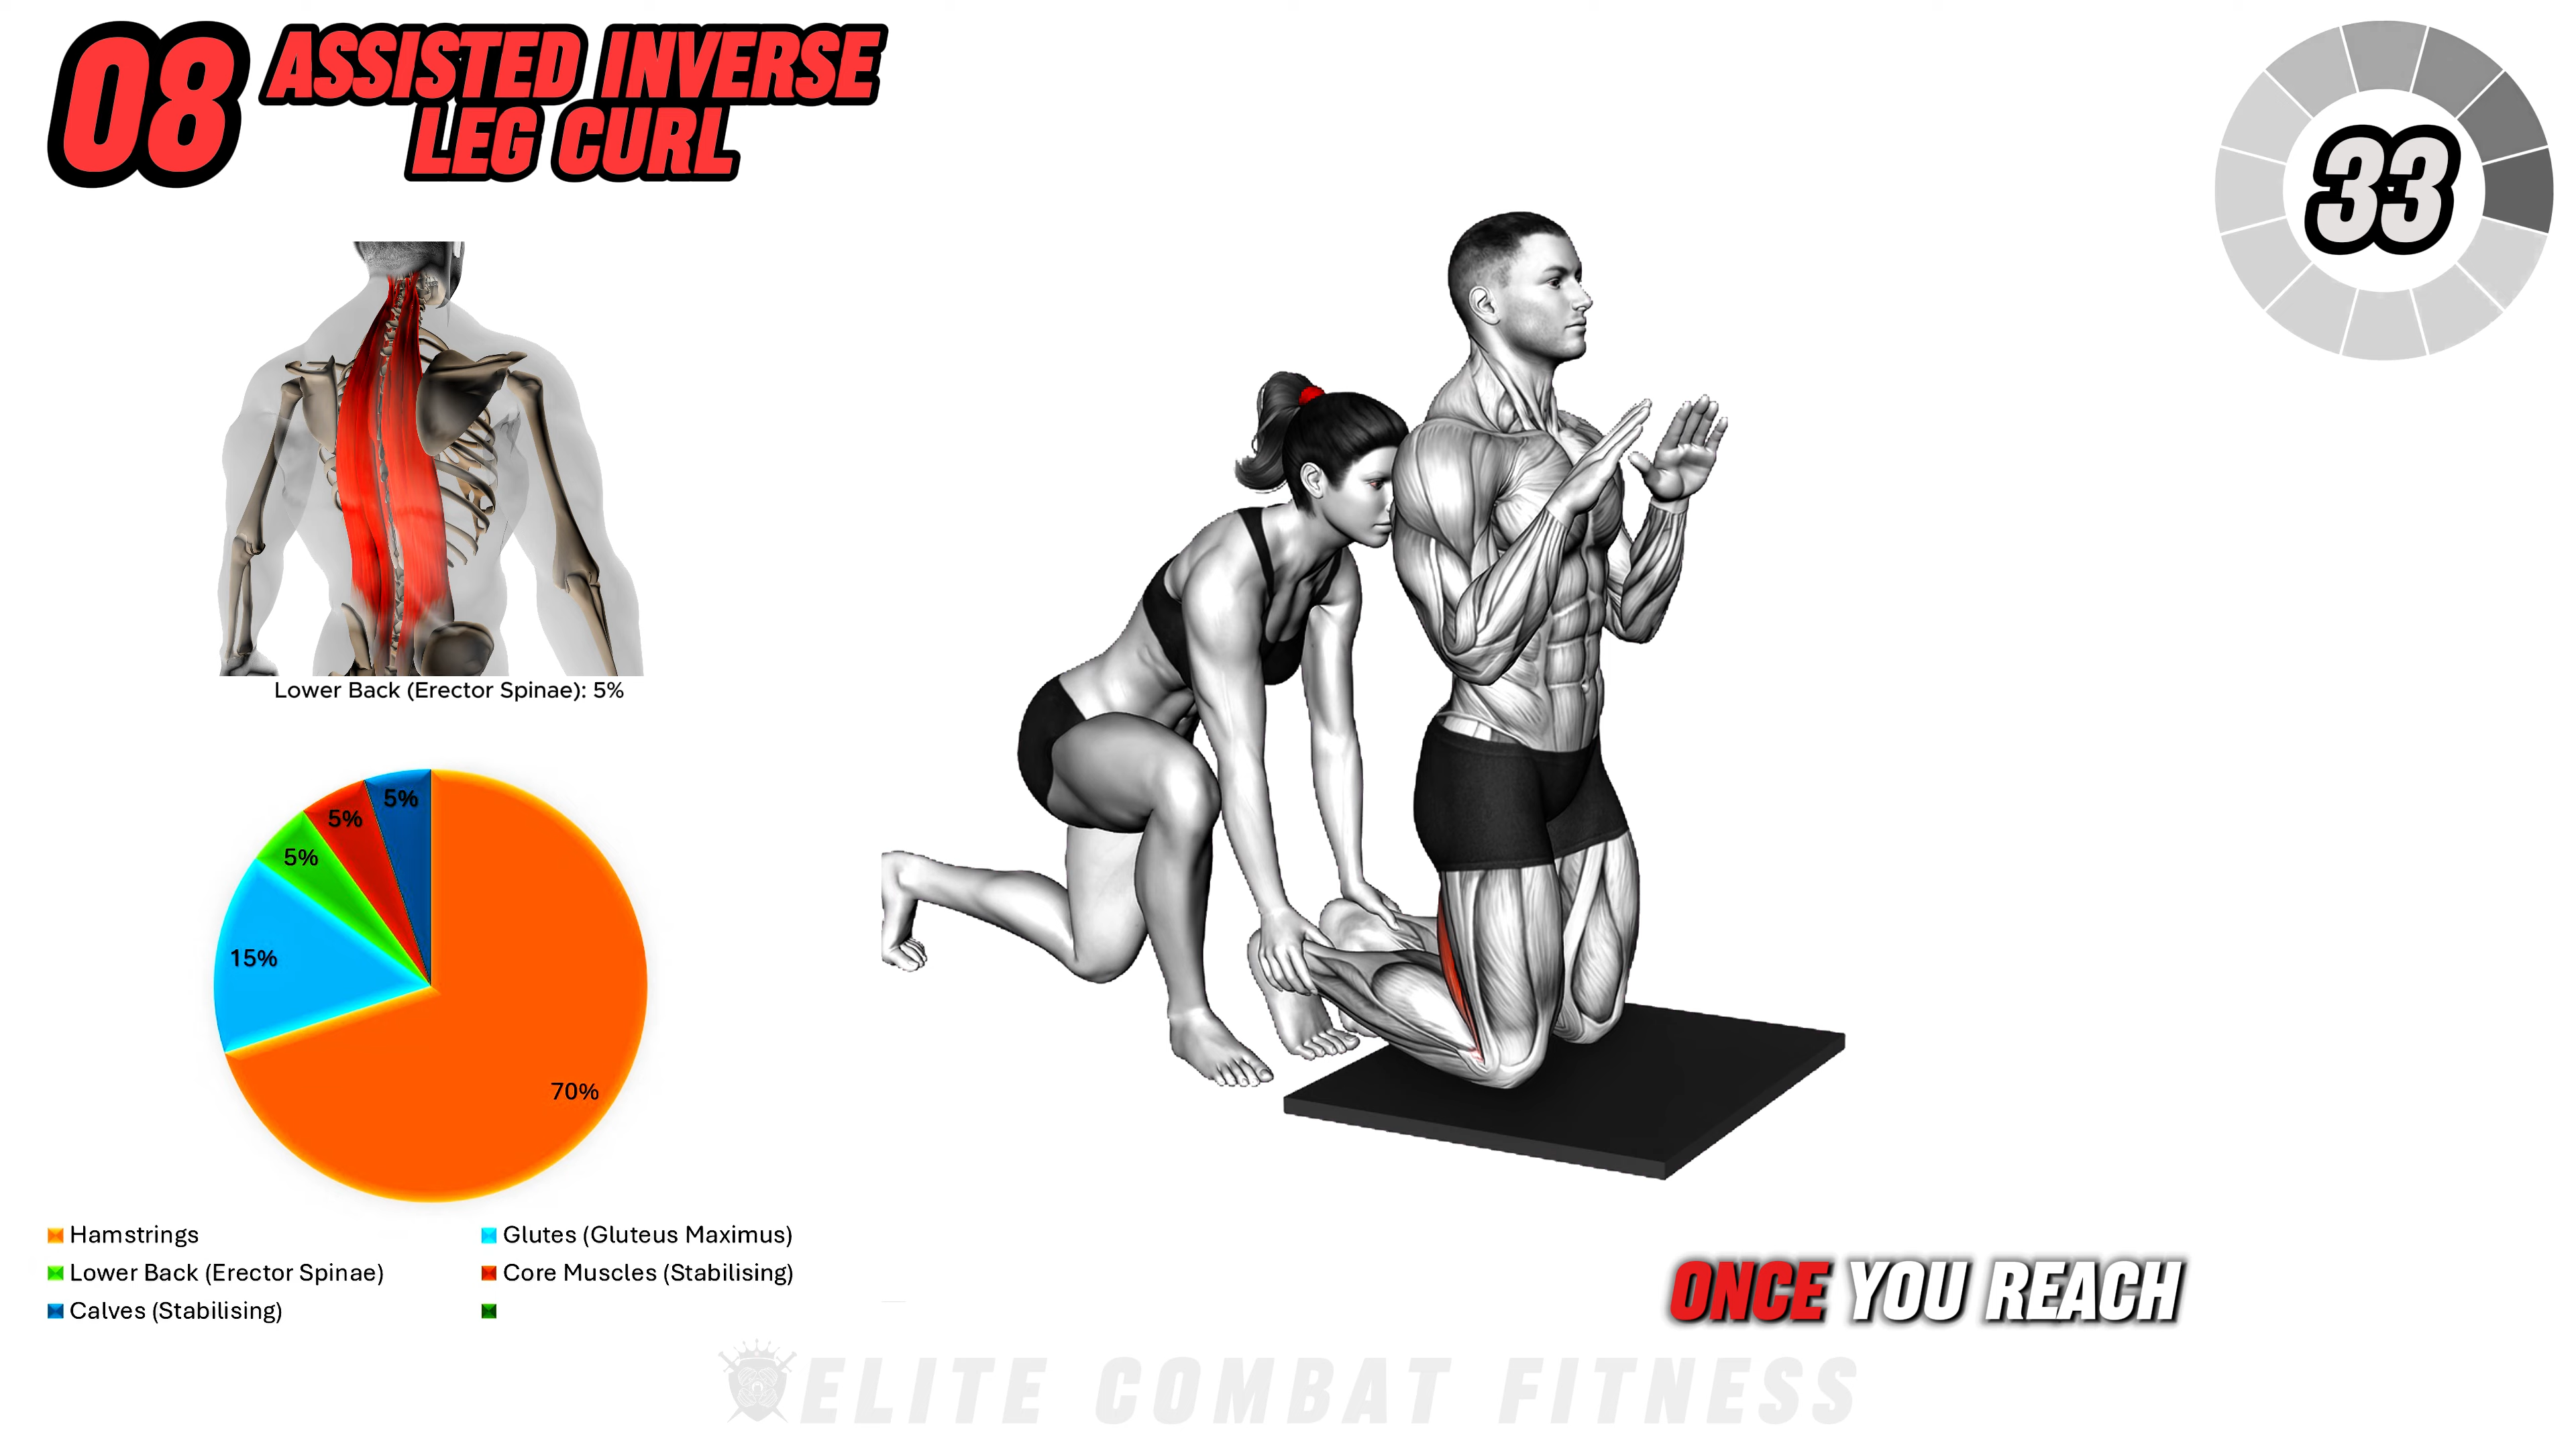 08 ASSISTED INVERSE
LEG CURL
33
Lower Back (Erector Spinae): 5%
5%
5%
5%
15%
70%
Hamstrings
Glutes (Gluteus Maximus)
Lower Back (Erector Spinae)
Core Muscles (Stabilising)
Calves (Stabilising)
ONCE YOU REACH
ELITE COMBAT FITNESS